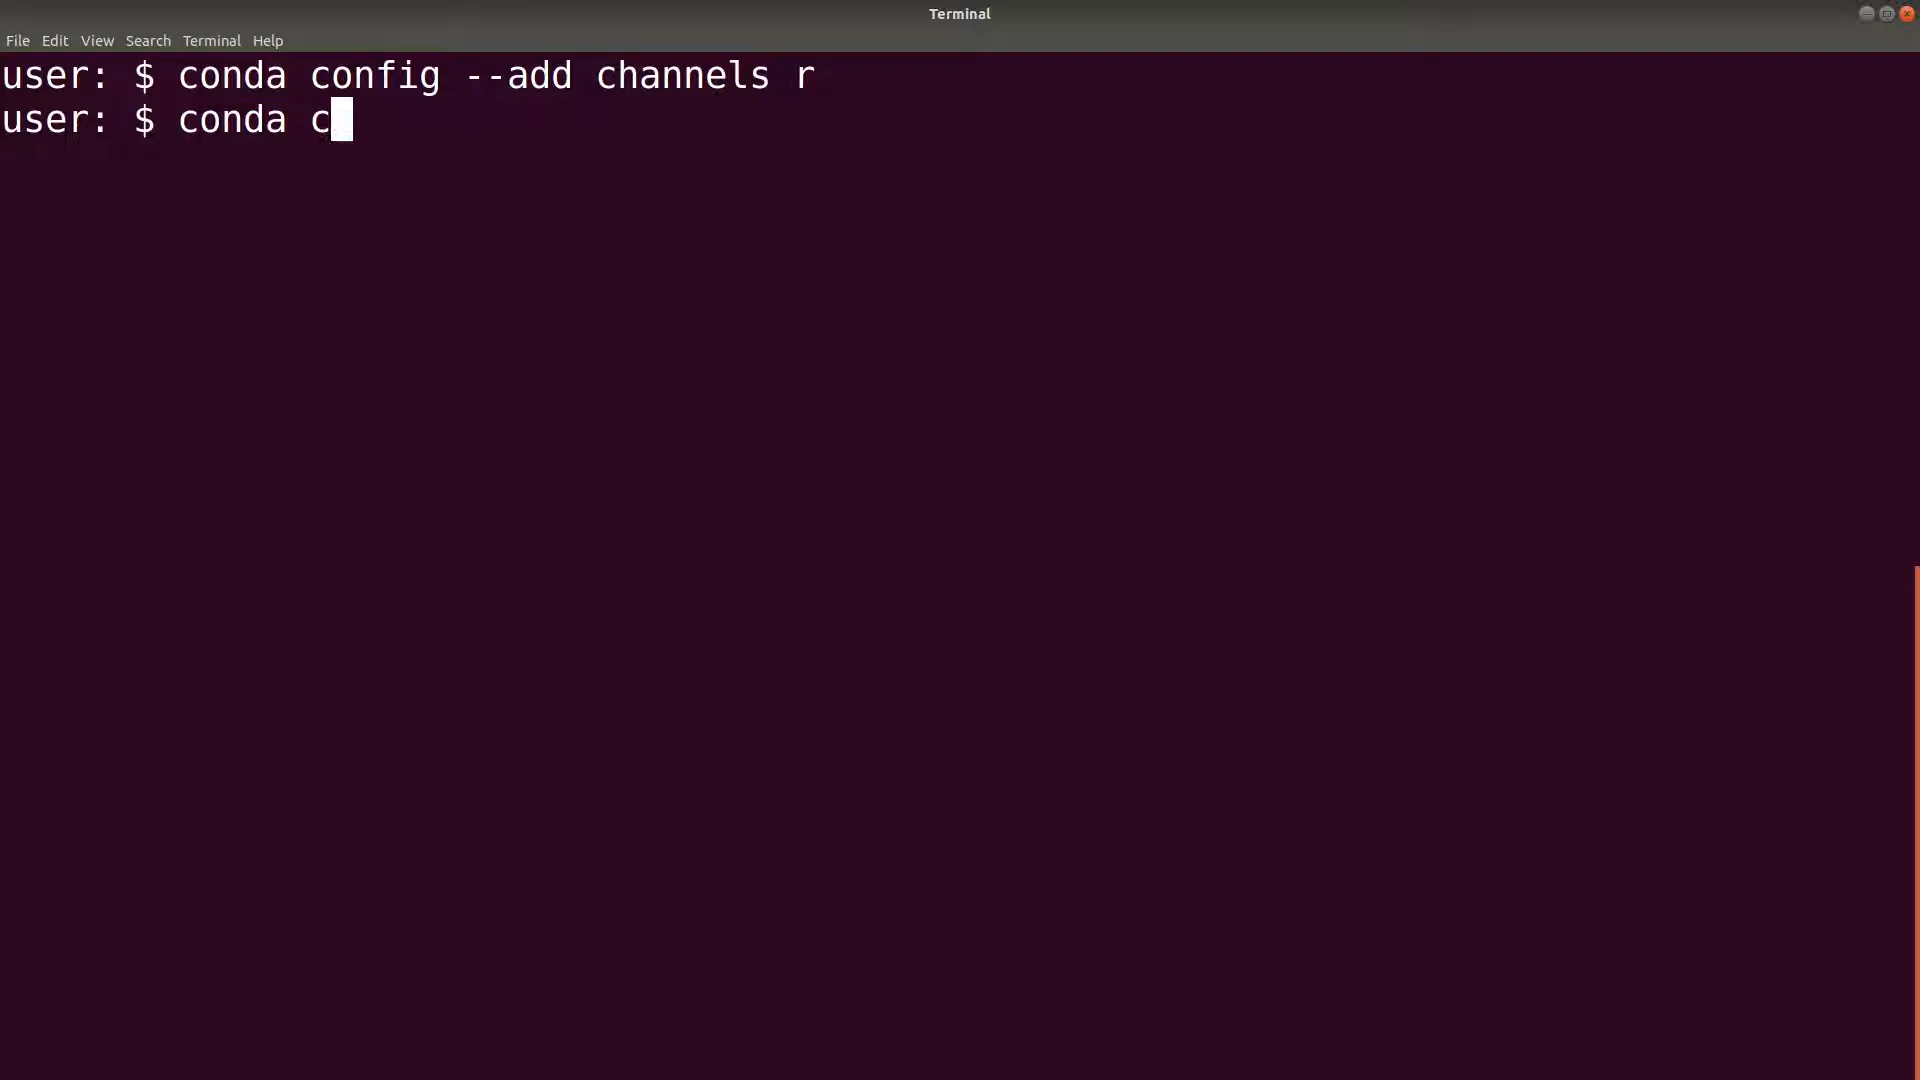 Terminal
File Edit View Search Terminal Help
user: $ conda config --add channels r
user: $ conda c